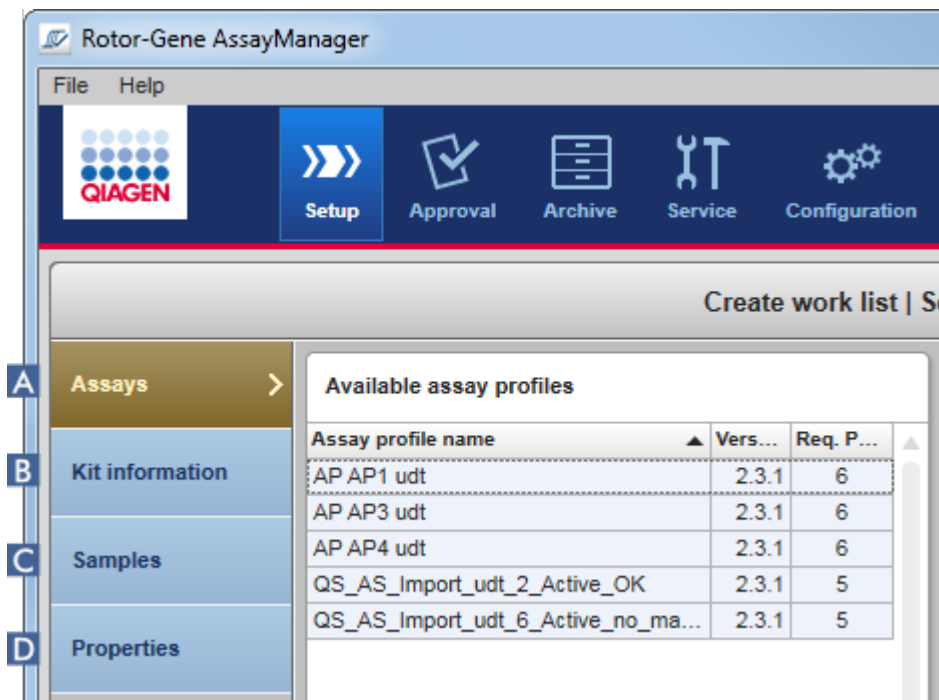 Rotor-Gene AssayManager
File Help
QIAGEN
Setup Approval Archive Service Configuration
Create work list | S
A Assays
B Kit information
C Samples
D Properties
Available assay profiles
Assay profile name Vers... Req. P...
AP AP1 udt 2.3.1 6
AP AP3 udt 2.3.1 6
AP AP4 udt 2.3.1 6
QS_AS_Import_udt_2_Active_OK 2.3.1 5
QS_AS_Import_udt_6_Active_no_ma... 2.3.1 5